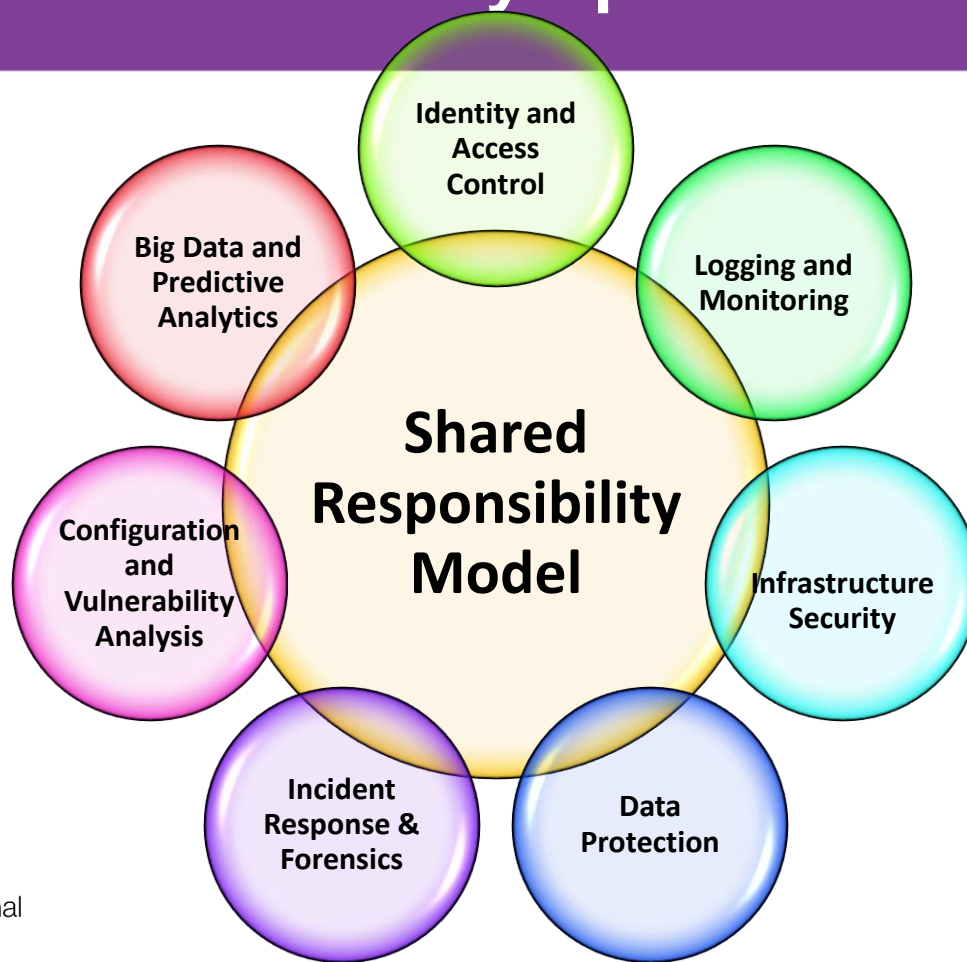 Identity and
Access
Control
Logging and
Monitoring
Infrastructure
Security
Data
Protection
Incident
Response &
Forensics
Configuration
and
Vulnerability
Analysis
Big Data and
Predictive
Analytics
Shared
Responsibility
Model